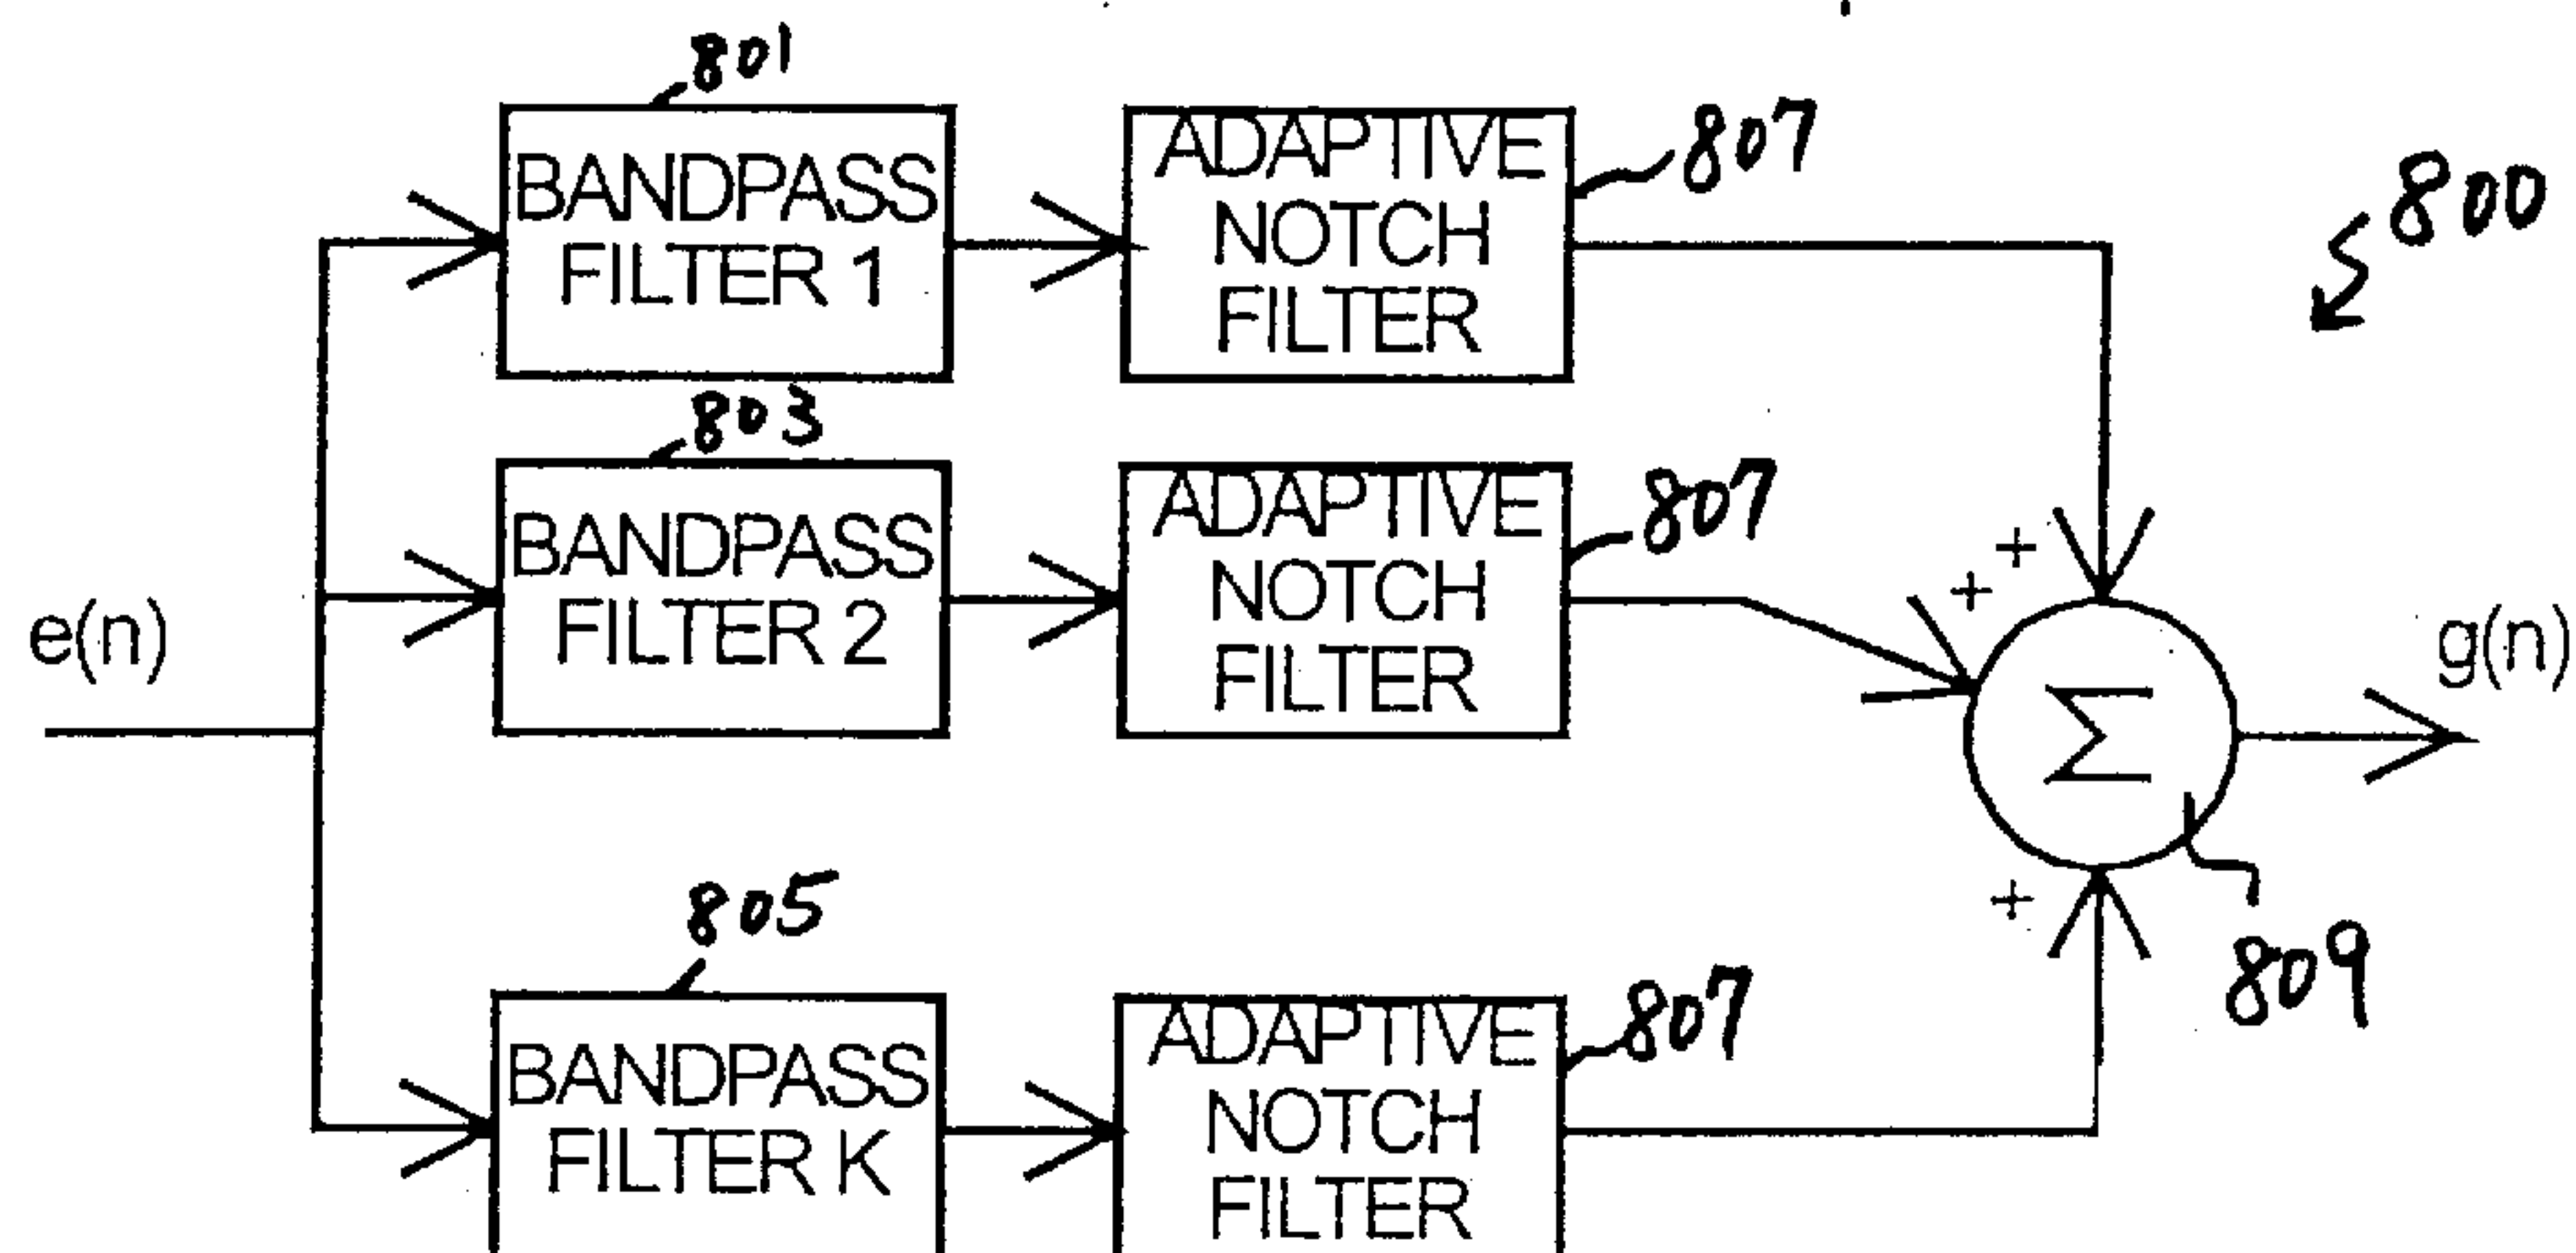 801
BANDPASS
FILTER 1
ADAPTIVE
NOTCH
FILTER
807
800
803
BANDPASS
FILTER 2
ADAPTIVE
NOTCH
FILTER
807
+
+
e(n)
Σ
g(n)
805
BANDPASS
FILTER K
ADAPTIVE
NOTCH
FILTER
807
+
809